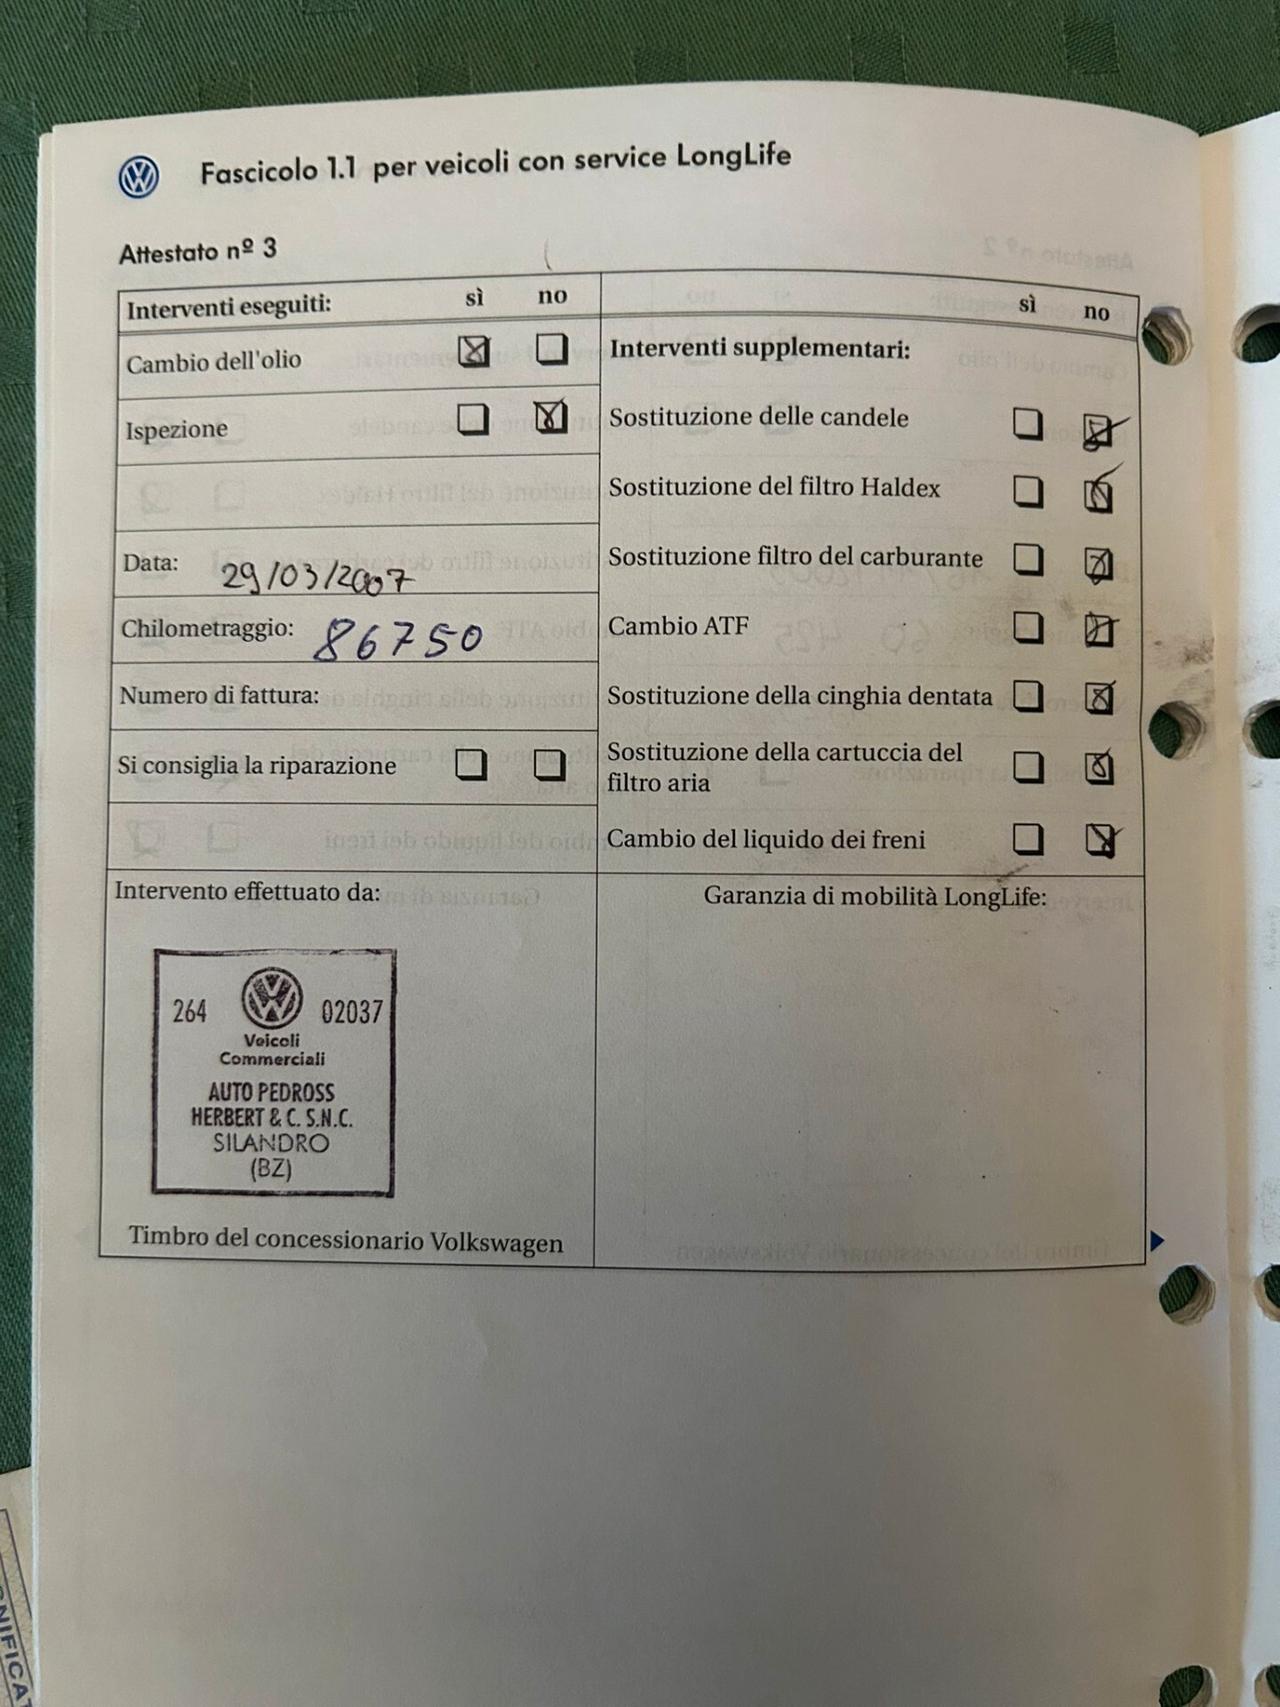 Fascicolo 1.1 per veicoli con service LongLife
Attestato nº 3
Interventi eseguiti: sì no
Cambio dell'olio
Ispezione
Data: 29/03/2007
Chilometraggio: 86750
Numero di fattura:
Si consiglia la riparazione
sì no
Interventi supplementari:
Sostituzione delle candele
Sostituzione del filtro Haldex
Sostituzione filtro del carburante
Cambio ATF
Sostituzione della cinghia dentata
Sostituzione della cartuccia del
filtro aria
Cambio del liquido dei freni
Intervento effettuato da:
264 02037
Veicoli
Commerciali
AUTO PEDROSS
HERBERT & C. S.N.C.
SILANDRO
(BZ)
Timbro del concessionario Volkswagen
Garanzia di mobilità LongLife: